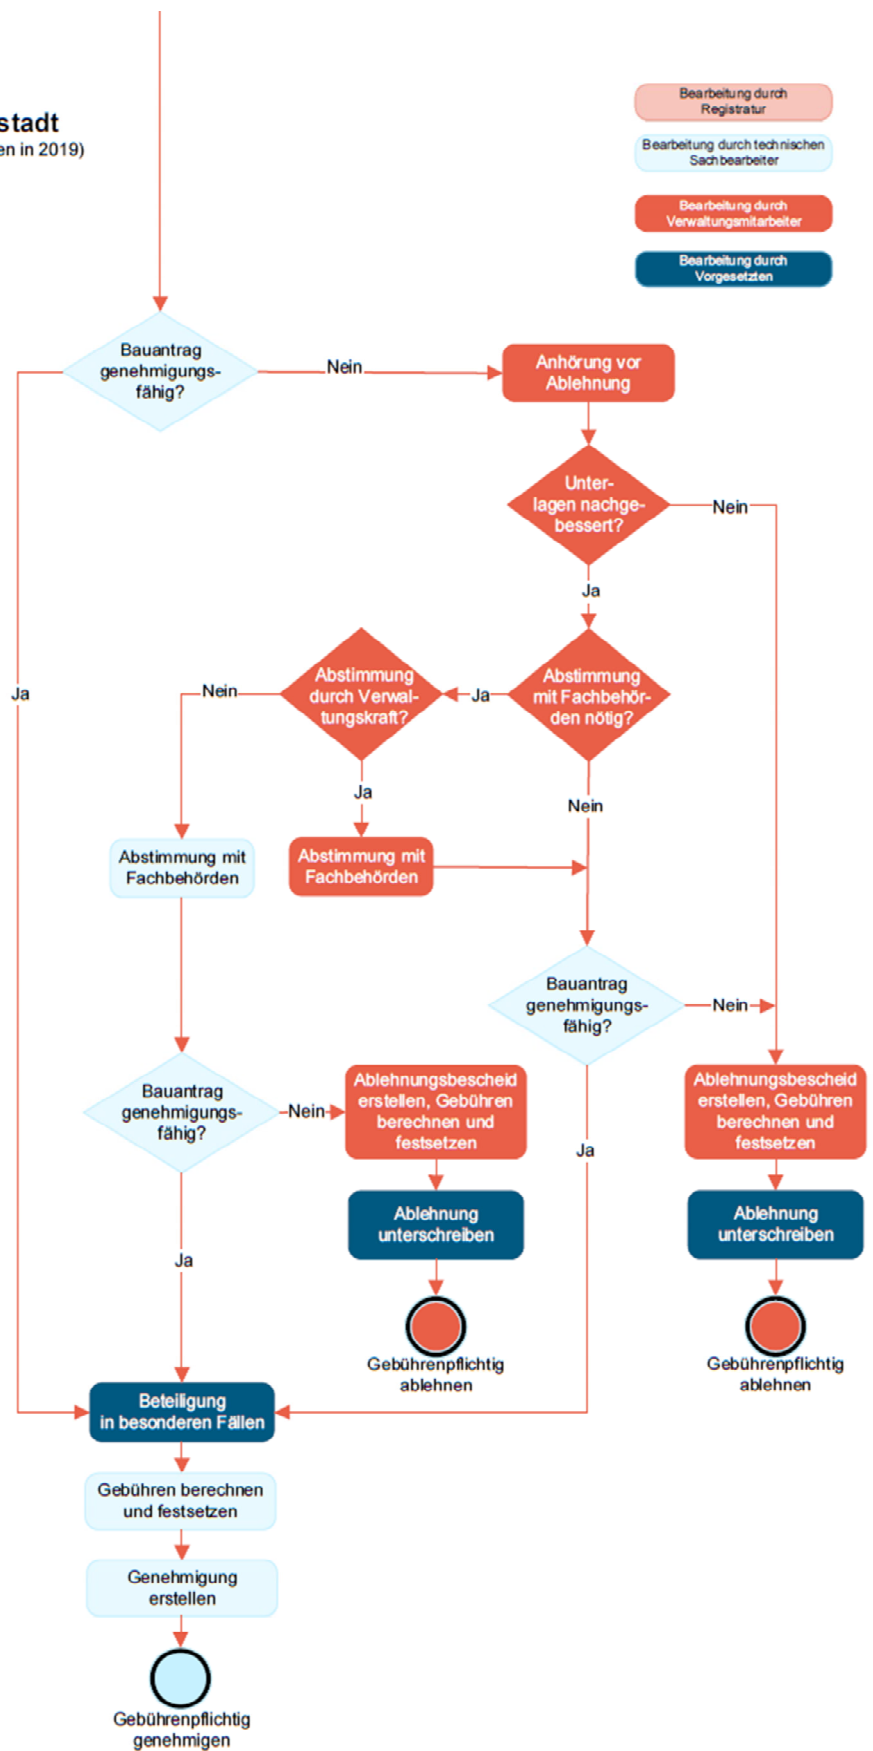 stadt
en in 2019)
Bearbeitung durch
Registratur
Bearbeitung durch technischen
Sachbearbeiter
Bearbeitung durch
Verwaltungsmitarbeiter
Bearbeitung durch
Vorgesetzten
Bauantrag
genehmigungs-
fähig?
Nein
Anhörung vor
Ablehnung
Unter-
lagen nachge-
bessert?
Nein
Ja
Ja
Abstimmung
mit Fachbehör-
den nötig?
Ja
Abstimmung
durch Verwal-
tungskraft?
Nein
Ja
Nein
Abstimmung mit
Fachbehörden
Abstimmung mit
Fachbehörden
Bauantrag
genehmigungs-
fähig?
Nein
Bauantrag
genehmigungs-
fähig?
Nein
Ablehnungsbescheid
erstellen, Gebühren
berechnen und
festsetzen
Ja
Ablehnungsbescheid
erstellen, Gebühren
berechnen und
festsetzen
Ablehnung
unterschreiben
Ablehnung
unterschreiben
Ja
Gebührenpflichtig
ablehnen
Gebührenpflichtig
ablehnen
Beteiligung
in besonderen Fällen
Gebühren berechnen
und festsetzen
Genehmigung
erstellen
Gebührenpflichtig
genehmigen